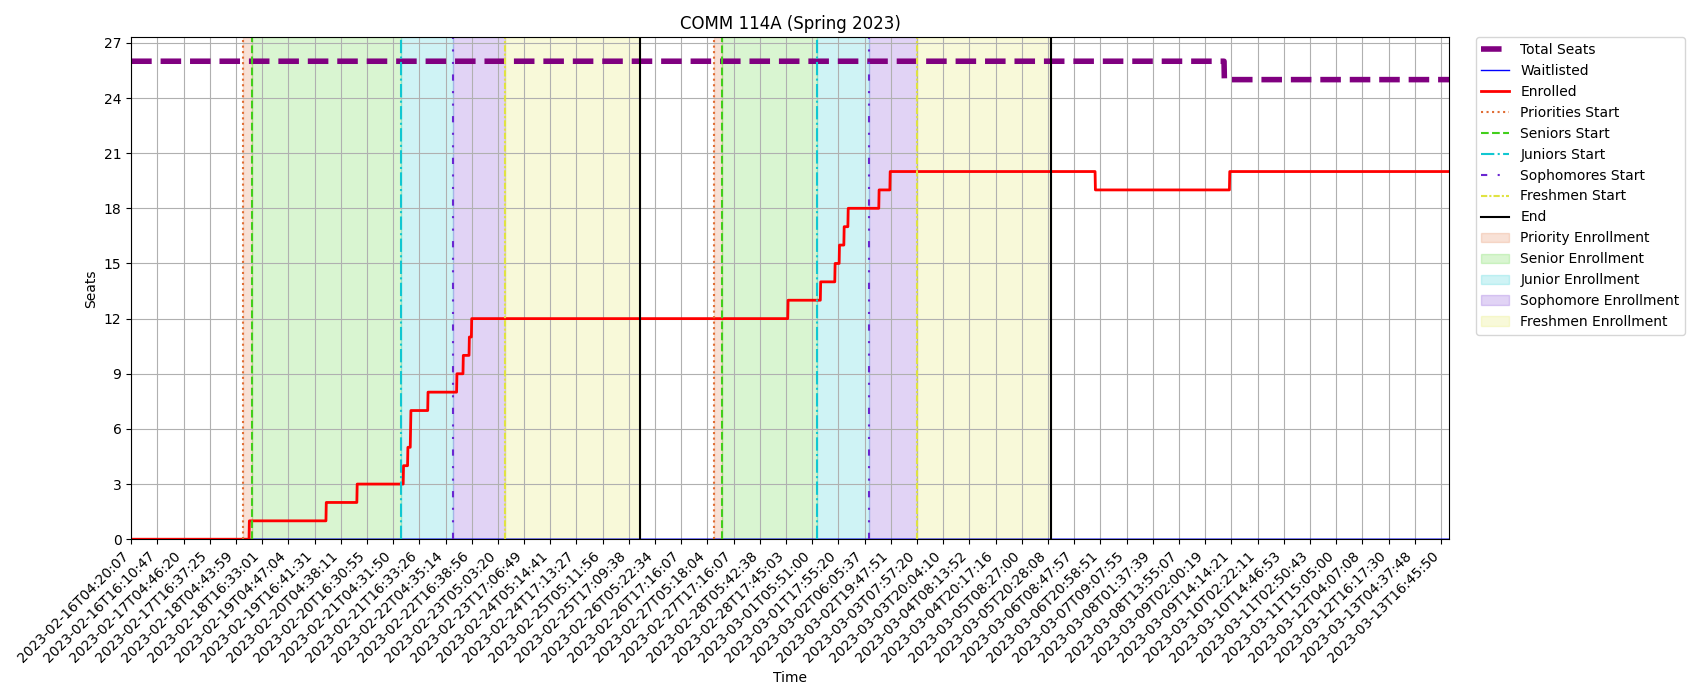 COMM 114A (Spring 2023)
27
24
21
18
15
12
9
6
3
0
Seats
2023-02-16T04:20:07
2023-02-16T16:10:47
2023-02-17T04:46:20
2023-02-17T16:37:25
2023-02-18T04:43:59
2023-02-18T16:33:01
2023-02-19T04:47:04
2023-02-19T16:41:31
2023-02-20T04:38:11
2023-02-20T16:30:55
2023-02-21T04:31:50
2023-02-21T16:33:26
2023-02-22T04:35:14
2023-02-22T16:38:56
2023-02-23T05:03:20
2023-02-23T17:06:49
2023-02-24T05:14:41
2023-02-24T17:13:27
2023-02-25T05:11:56
2023-02-25T17:09:38
2023-02-26T05:22:34
2023-02-26T17:16:07
2023-02-27T05:18:04
2023-02-27T17:16:07
2023-02-28T05:42:38
2023-02-28T17:45:03
2023-03-01T05:51:00
2023-03-01T17:55:20
2023-03-02T06:05:37
2023-03-02T19:47:51
2023-03-03T07:57:20
2023-03-03T20:04:10
2023-03-04T08:13:52
2023-03-04T20:17:16
2023-03-05T08:27:00
2023-03-05T20:28:08
2023-03-06T08:47:57
2023-03-06T20:58:51
2023-03-07T09:07:55
2023-03-08T01:37:39
2023-03-08T13:55:07
2023-03-09T02:00:19
2023-03-09T14:14:21
2023-03-10T02:22:11
2023-03-10T14:46:53
2023-03-11T02:50:43
2023-03-11T15:05:00
2023-03-12T04:07:08
2023-03-12T16:17:30
2023-03-13T04:37:48
2023-03-13T16:45:50
Time
Total Seats
Waitlisted
Enrolled
Priorities Start
Seniors Start
Juniors Start
Sophomores Start
Freshmen Start
End
Priority Enrollment
Senior Enrollment
Junior Enrollment
Sophomore Enrollment
Freshmen Enrollment